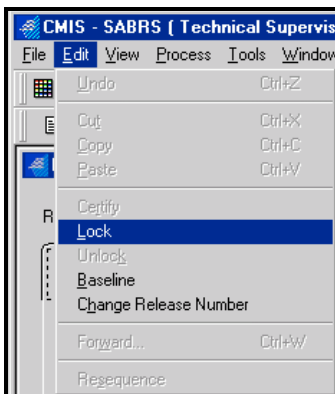 CMIS - SABRS ( Technical Supervis
File Edit View Process Tools Window
Undo Ctrl+Z
Cut Ctrl+X
Copy Ctrl+C
Paste Ctrl+V
R
Certify
Lock
Unlock
Baseline
Change Release Number
Forward... Ctrl+W
Resequence